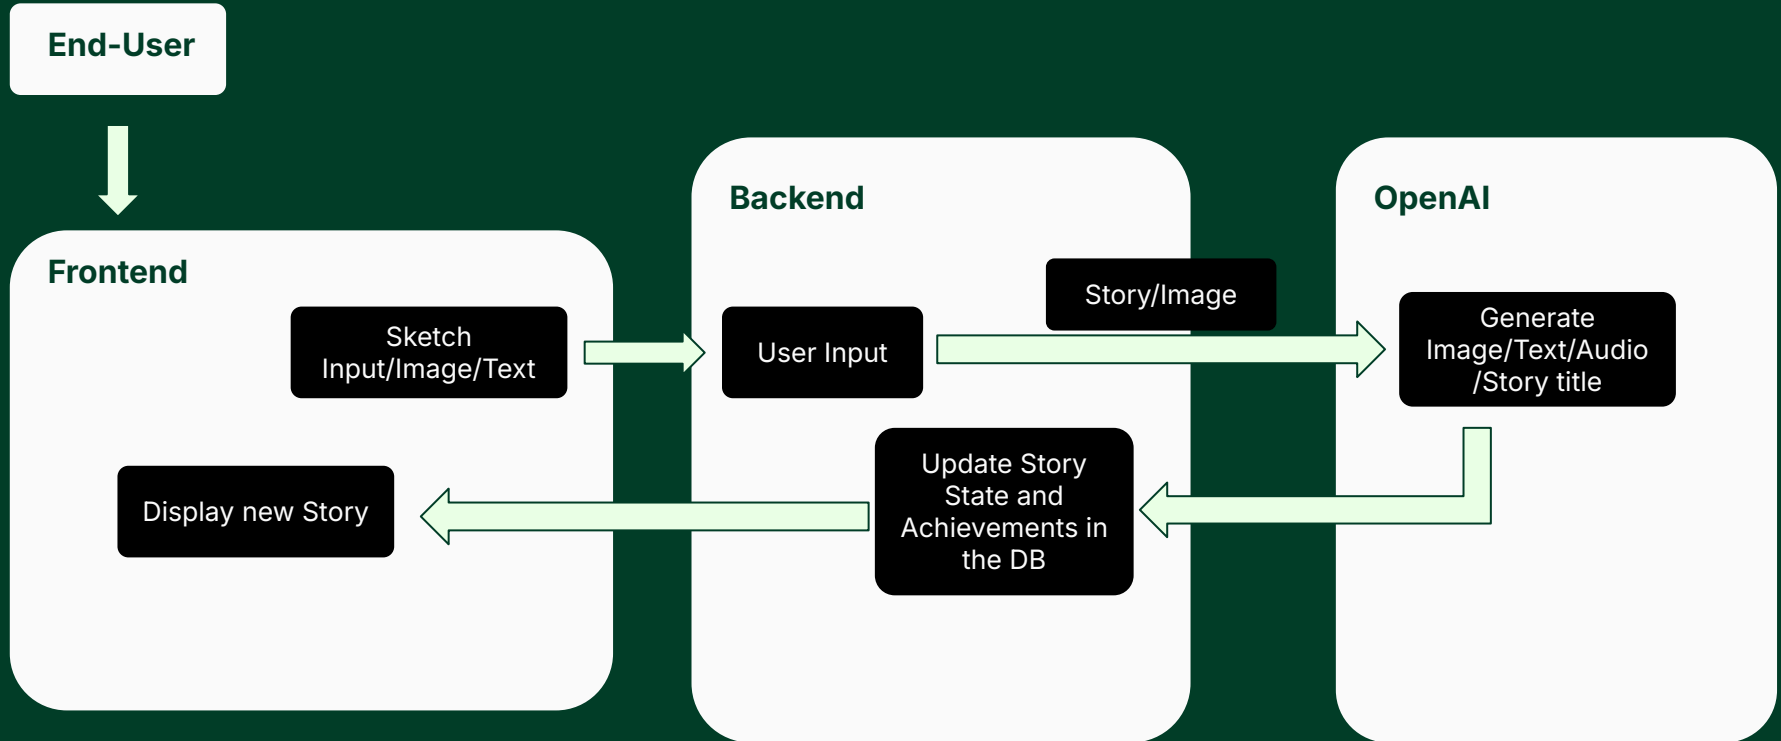 End-User
Frontend
Sketch
Input/Image/Text
Display new Story
Backend
User Input
Story/Image
Update Story
State and
Achievements in
the DB
OpenAI
Generate
Image/Text/Audio
/Story title